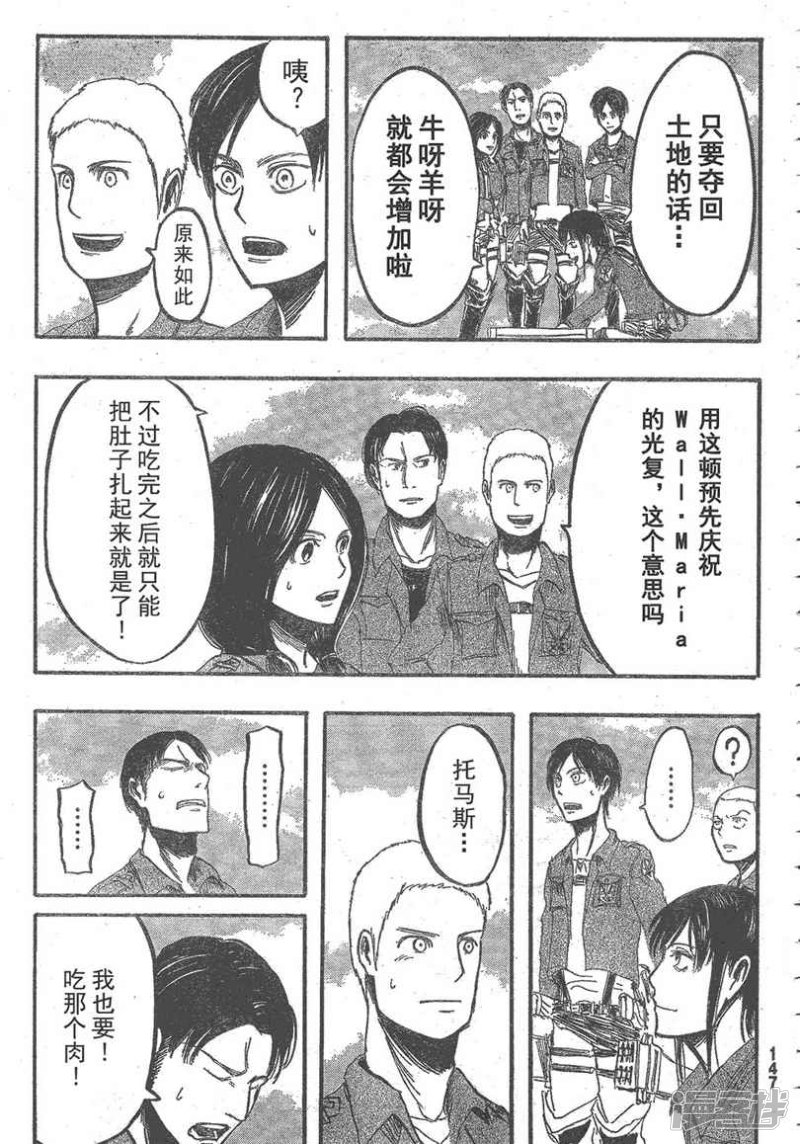 只要夺回
土地的话…
牛呀羊呀
就都会增加啦
咦？
原来如此
用这顿预先庆祝
Wall·Maria
的光复，这个意思吗
不过吃完之后就只能
把肚子扎起来就是了！
？
……
托马斯…
………
……
我也要！
吃那个肉！
147
漫客栈